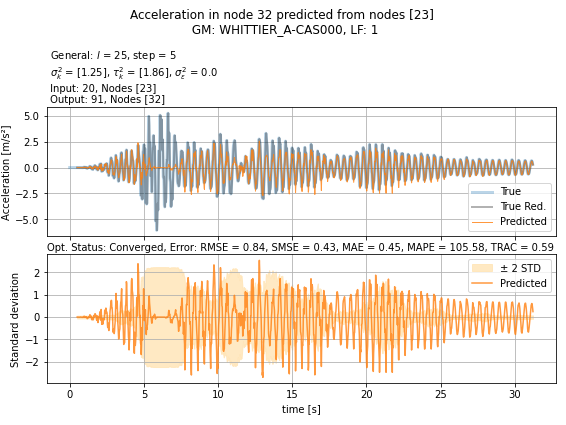 Acceleration in node 32 predicted from nodes [23]
GM: WHITTIER_A-CAS000, LF: 1
General: l = 25, step = 5
σ²ₖ = [1.25], τ²ₖ = [1.86], σ²ε = 0.0
Input: 20, Nodes [23]
Output: 91, Nodes [32]
Acceleration [m/s²]
5.0
2.5
0.0
−2.5
−5.0
True
True Red.
Predicted
Opt. Status: Converged, Error: RMSE = 0.84, SMSE = 0.43, MAE = 0.45, MAPE = 105.58, TRAC = 0.59
Standard deviation
2
1
0
−1
−2
± 2 STD
Predicted
0 5 10 15 20 25 30
time [s]